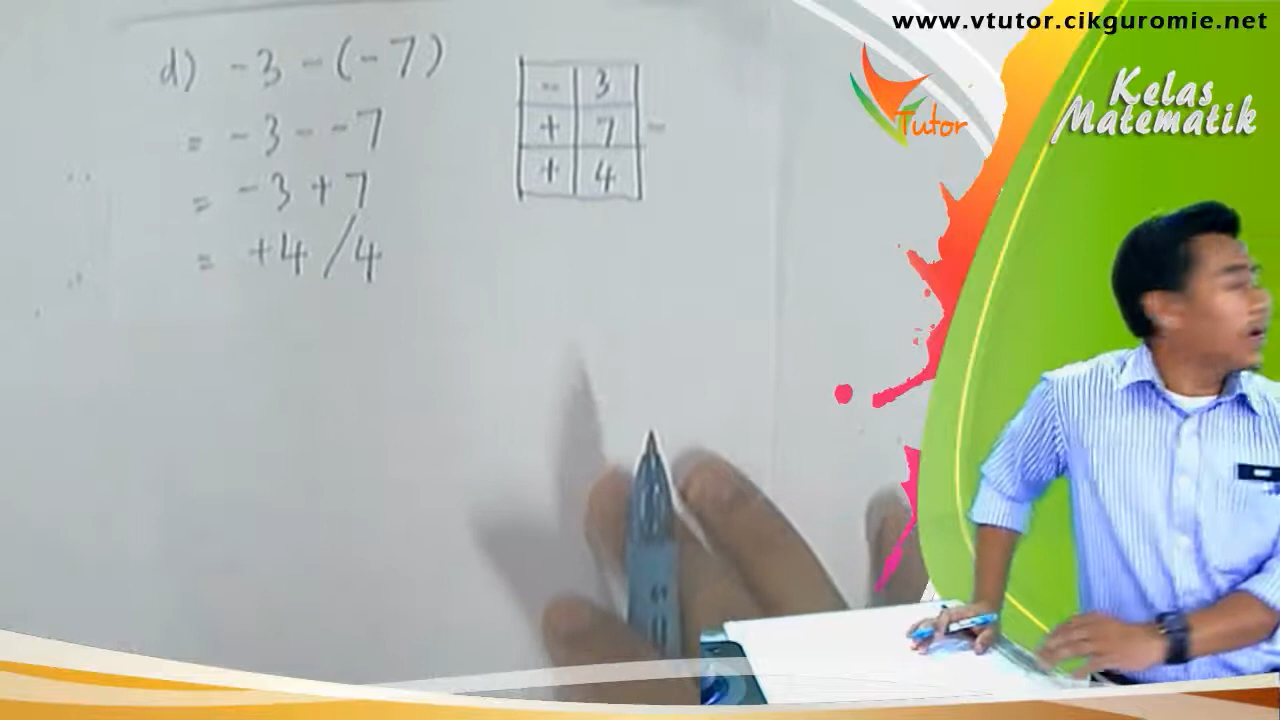 www.vtutor.cikguromie.net
Kelas
Matematik
Tutor
d) -3 - (-7)
= -3 - -7
= -3 + 7
= +4 / 4
- 3
+ 7 -
+ 4